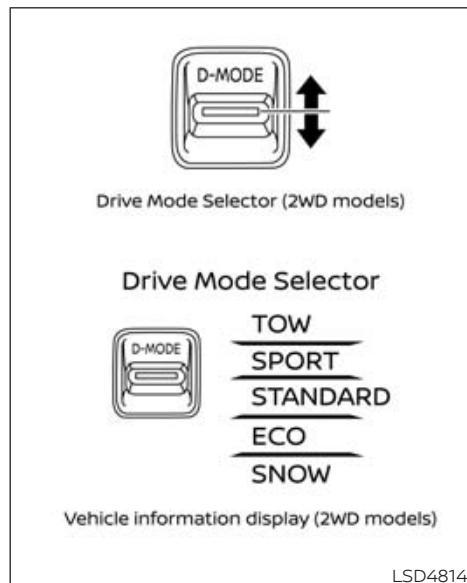 D-MODE
Drive Mode Selector (2WD models)
Drive Mode Selector
D-MODE
TOW
SPORT
STANDARD
ECO
SNOW
Vehicle information display (2WD models)
LSD4814